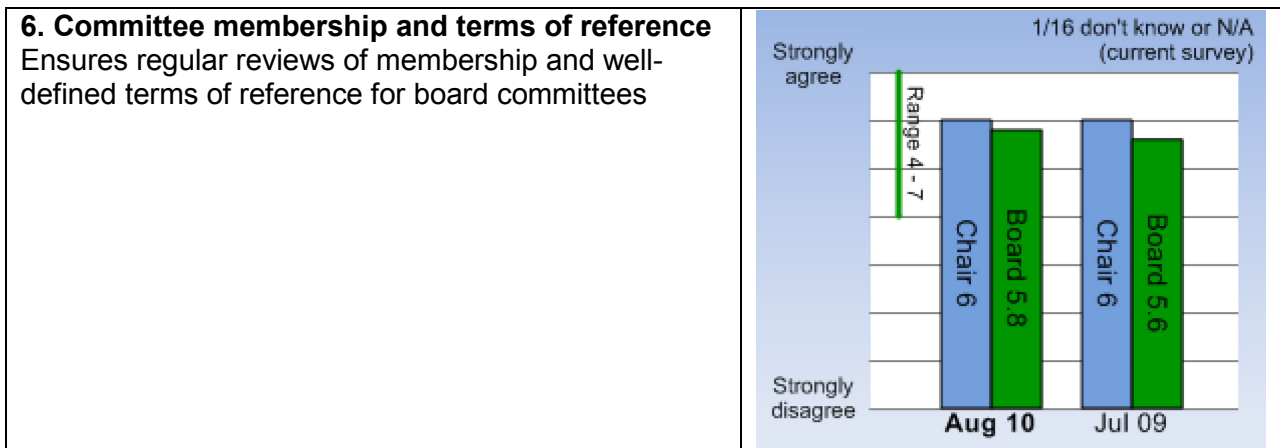 6. Committee membership and terms of reference
Ensures regular reviews of membership and well-
defined terms of reference for board committees
1/16 don't know or N/A
(current survey)
Strongly
agree
Range 4 - 7
Chair 6
Board 5.8
Chair 6
Board 5.6
Strongly
disagree
Aug 10
Jul 09